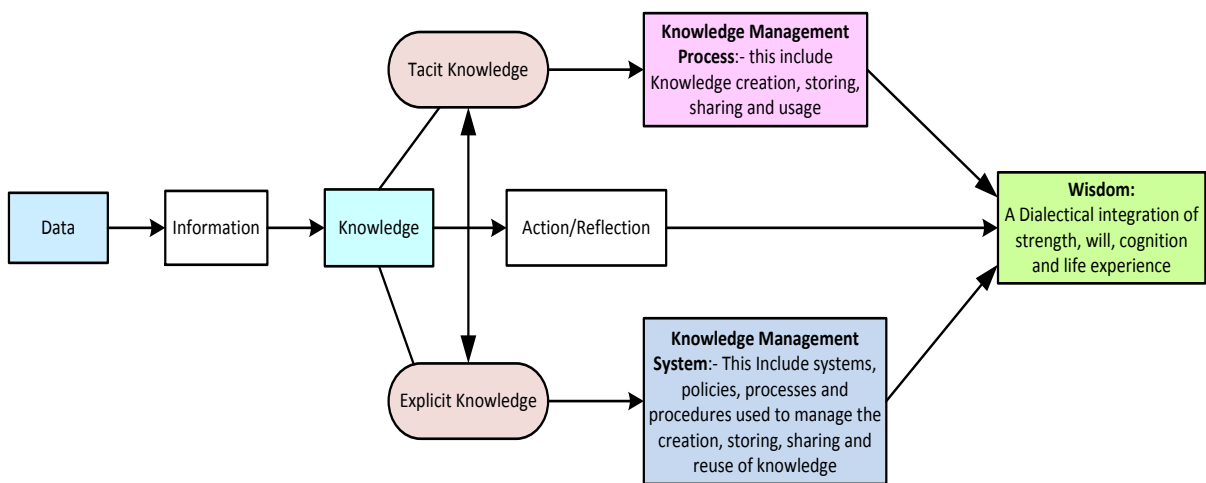 Knowledge Management
Process:- this include
Knowledge creation, storing,
sharing and usage
Tacit Knowledge
Data
Information
Knowledge
Action/Reflection
Wisdom:
A Dialectical integration of
strength, will, cognition
and life experience
Explicit Knowledge
Knowledge Management
System:- This Include systems,
policies, processes and
procedures used to manage the
creation, storing, sharing and
reuse of knowledge